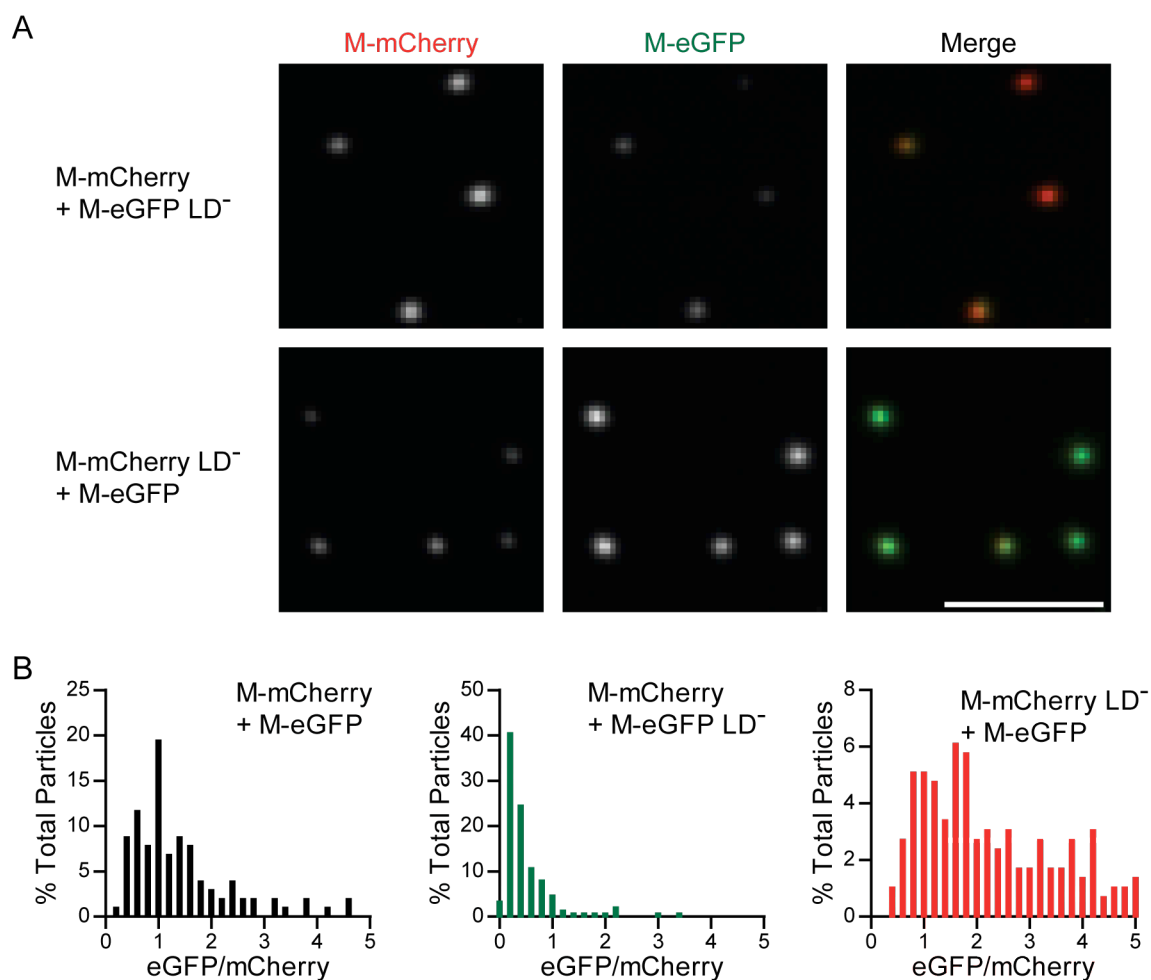 A
M-mCherry
M-eGFP
Merge
M-mCherry
+ M-eGFP LD⁻
M-mCherry LD⁻
+ M-eGFP
B
% Total Particles
25
20
15
10
5
0
0 1 2 3 4 5
eGFP/mCherry
M-mCherry
+ M-eGFP
% Total Particles
50
40
30
20
10
0
0 1 2 3 4 5
eGFP/mCherry
M-mCherry
+ M-eGFP LD⁻
% Total Particles
8
6
4
2
0
0 1 2 3 4 5
eGFP/mCherry
M-mCherry LD⁻
+ M-eGFP